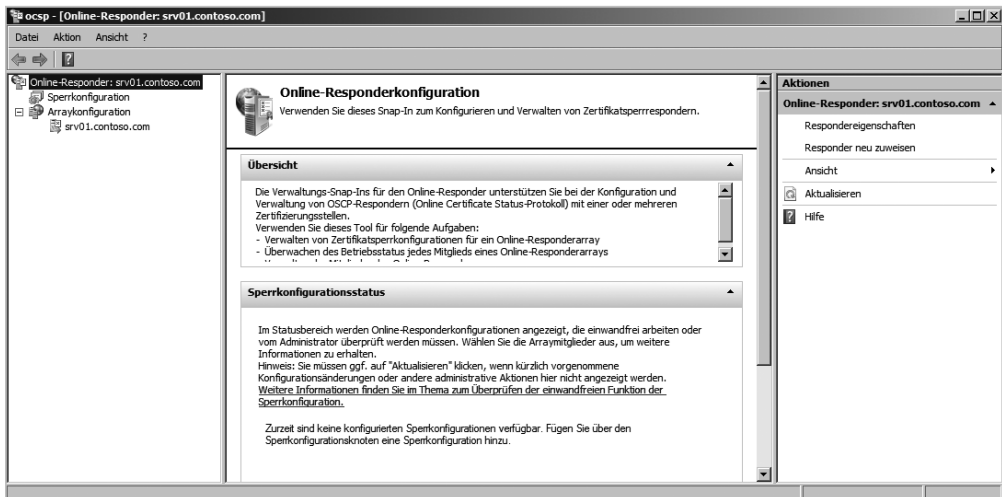 ocsp - [Online-Responder: srv01.contoso.com]
Datei Aktion Ansicht ?
Online-Responder: srv01.contoso.com
Sperrkonfiguration
Arraykonfiguration
srv01.contoso.com
Online-Responderkonfiguration
Verwenden Sie dieses Snap-In zum Konfigurieren und Verwalten von Zertifikatsperrrespondern.
Übersicht
Die Verwaltungs-Snap-Ins für den Online-Responder unterstützen Sie bei der Konfiguration und
Verwaltung von OSCP-Respondern (Online Certificate Status-Protokoll) mit einer oder mehreren
Zertifizierungsstellen.
Verwenden Sie dieses Tool für folgende Aufgaben:
- Verwalten von Zertifikatsperrkonfigurationen für ein Online-Responderarray
- Überwachen des Betriebsstatus jedes Mitglieds eines Online-Responderarrays
Sperrkonfigurationsstatus
Im Statusbereich werden Online-Responderkonfigurationen angezeigt, die einwandfrei arbeiten oder
vom Administrator überprüft werden müssen. Wählen Sie die Arraymitglieder aus, um weitere
Informationen zu erhalten.
Hinweis: Sie müssen ggf. auf "Aktualisieren" klicken, wenn kürzlich vorgenommene
Konfigurationsänderungen oder andere administrative Aktionen hier nicht angezeigt werden.
Weitere Informationen finden Sie im Thema zum Überprüfen der einwandfreien Funktion der
Sperrkonfiguration.
Zurzeit sind keine konfigurierten Sperrkonfigurationen verfügbar. Fügen Sie über den
Sperrkonfigurationsknoten eine Sperrkonfiguration hinzu.
Aktionen
Online-Responder: srv01.contoso.com
Respondereigenschaften
Responder neu zuweisen
Ansicht
Aktualisieren
Hilfe